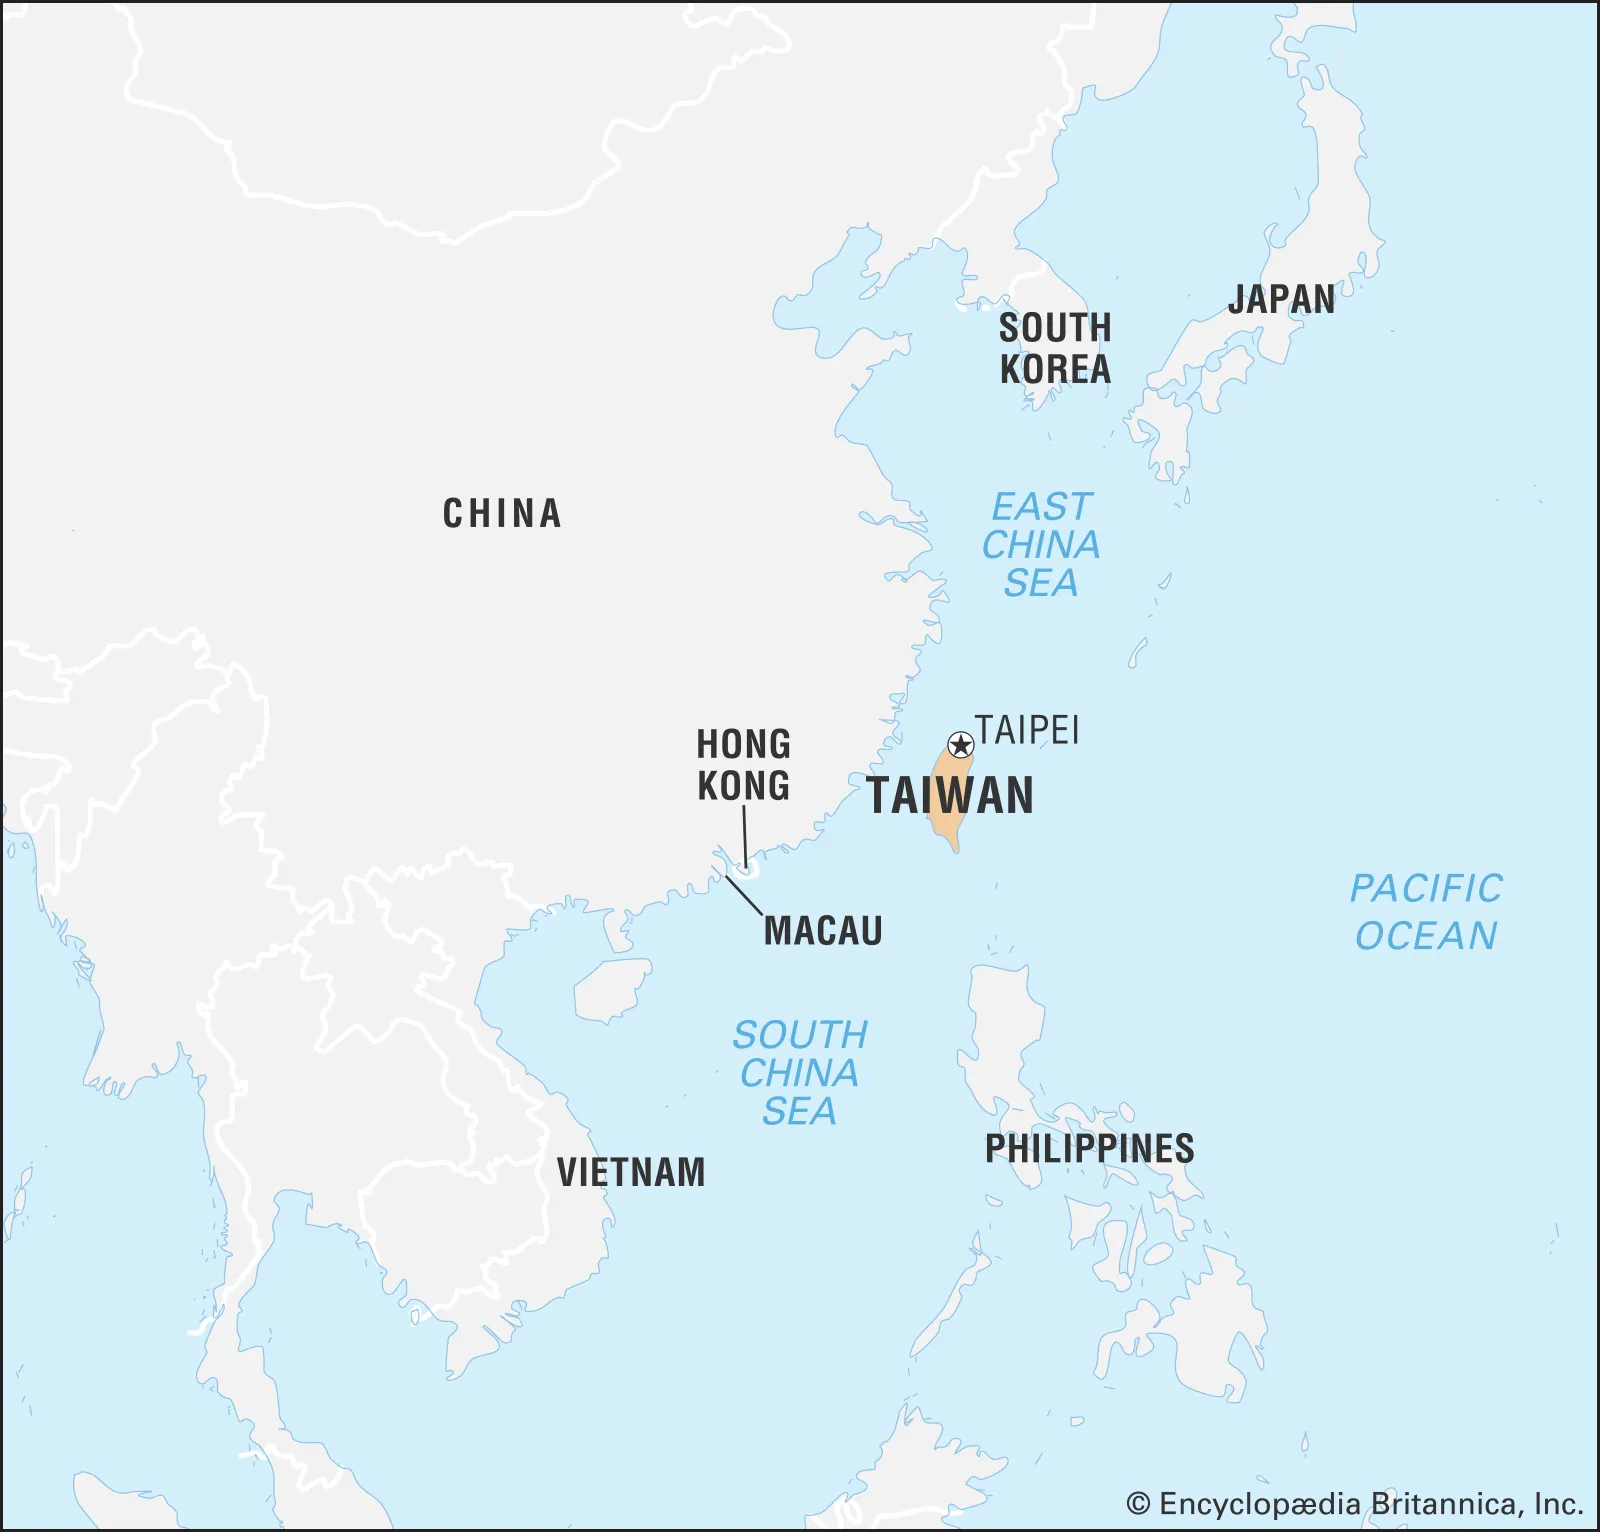 JAPAN
SOUTH
KOREA
CHINA
EAST
CHINA
SEA
TAIPEI
HONG
KONG
TAIWAN
PACIFIC
OCEAN
MACAU
SOUTH
CHINA
SEA
PHILIPPINES
VIETNAM
© Encyclopædia Britannica, Inc.